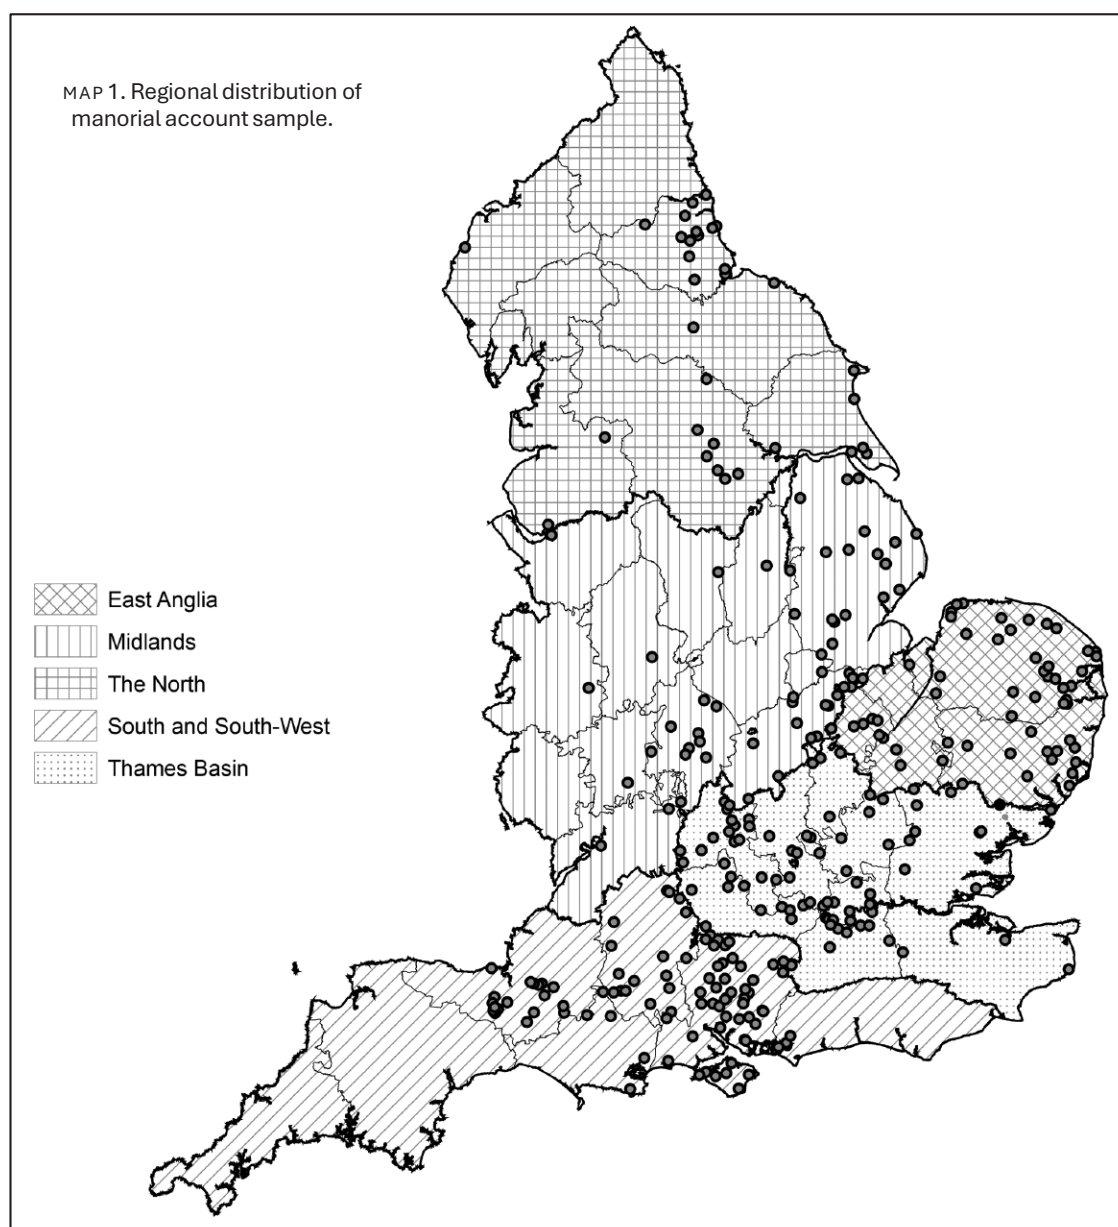 MAP 1. Regional distribution of
manorial account sample.
East Anglia
Midlands
The North
South and South-West
Thames Basin